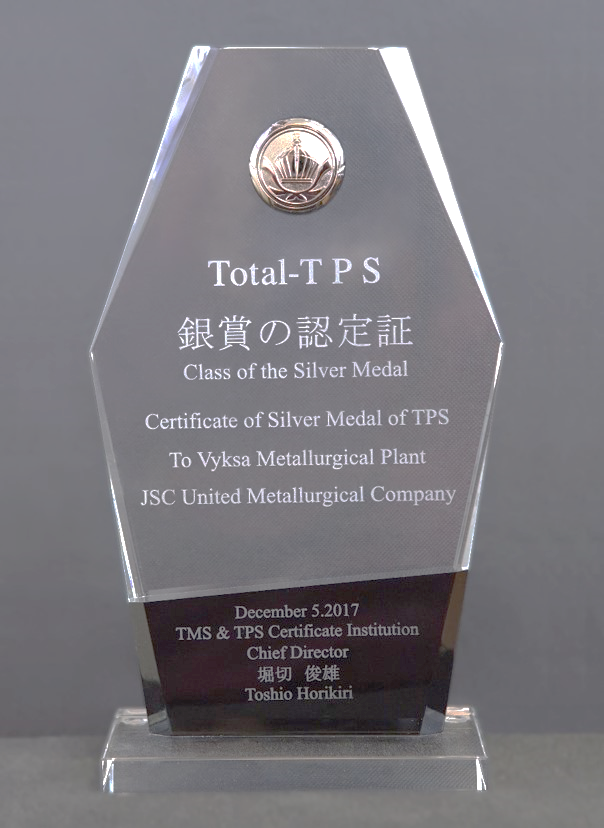 Total-T P S
銀賞の認定証
Class of the Silver Medal
Certificate of Silver Medal of TPS
To Vyksa Metallurgical Plant
JSC United Metallurgical Company
December 5.2017
TMS & TPS Certificate Institution
Chief Director
堀切 俊雄
Toshio Horikiri